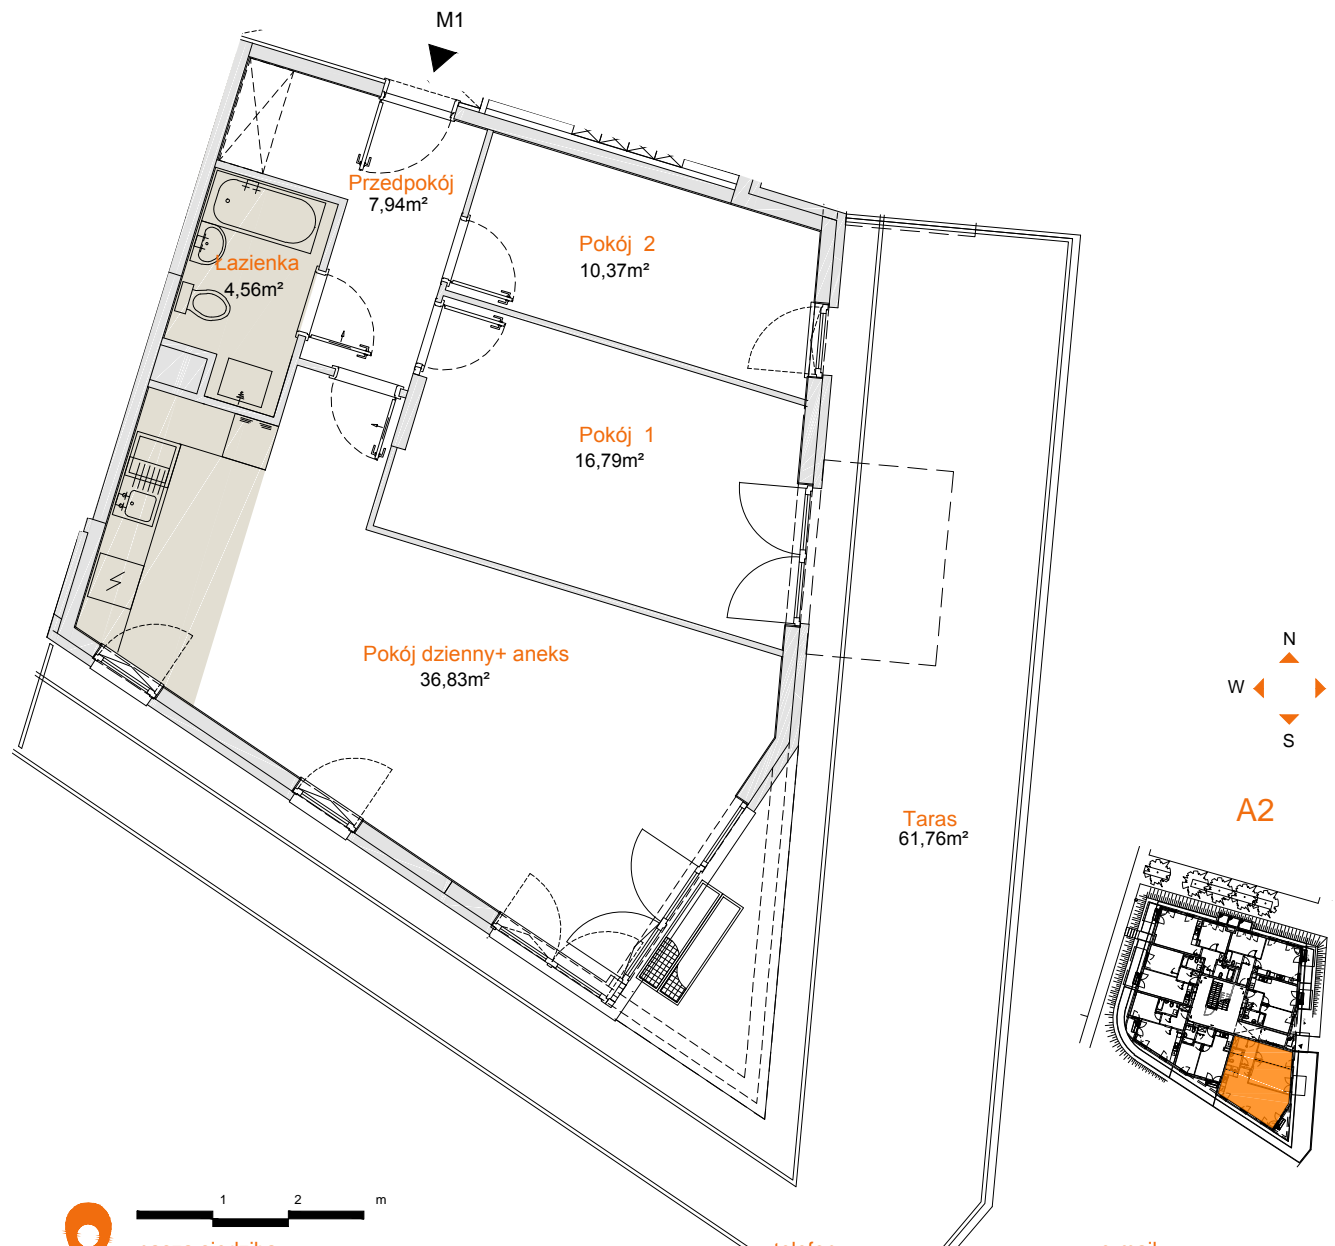 M1
Przedpokój
7,94m²
Pokój 2
10,37m²
Łazienka
4,56m²
Pokój 1
16,79m²
Pokój dzienny+ aneks
36,83m²
N
W
S
A2
Taras
61,76m²
1 2 m